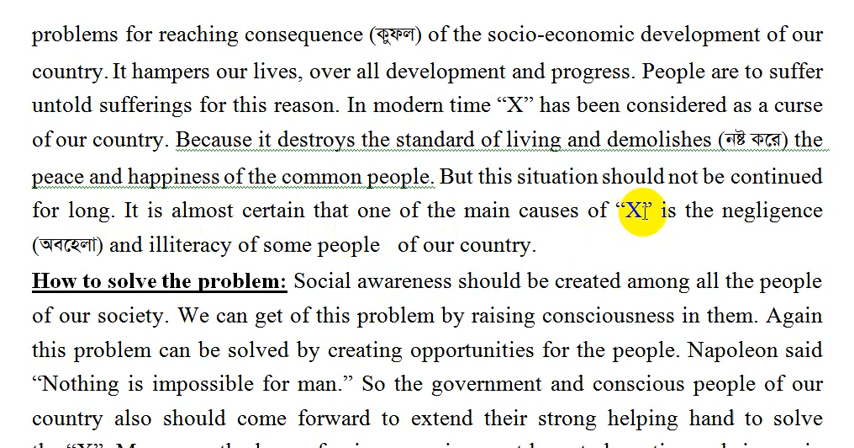 problems for reaching consequence (কুফল) of the socio-economic development of our
country. It hampers our lives, over all development and progress. People are to suffer
untold sufferings for this reason. In modern time “X” has been considered as a curse
of our country. Because it destroys the standard of living and demolishes (নষ্ট করে) the
peace and happiness of the common people. But this situation should not be continued
for long. It is almost certain that one of the main causes of “X” is the negligence
(অবহেলা) and illiteracy of some people of our country.
How to solve the problem: Social awareness should be created among all the people
of our society. We can get of this problem by raising consciousness in them. Again
this problem can be solved by creating opportunities for the people. Napoleon said
“Nothing is impossible for man.” So the government and conscious people of our
country also should come forward to extend their strong helping hand to solve
the “X”.